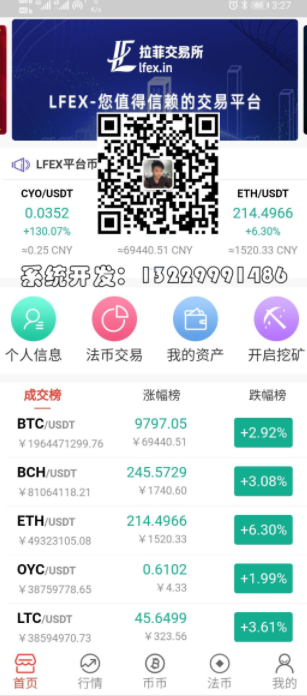 3:27
拉菲交易所
lfex.in
LFEX-您值得信赖的交易平台
LFEX平台币
CYO/USDT
ETH/USDT
0.0352
214.4966
+130.07%
+6.30%
≈0.25 CNY
≈69440.51 CNY
≈1520.33 CNY
系统开发：13229991486
个人信息
法币交易
我的资产
开启挖矿
成交榜
涨幅榜
跌幅榜
BTC/USDT
9797.05
+2.92%
￥1964471299.76
￥69440.51
BCH/USDT
245.5729
+3.08%
￥81064118.21
￥1740.60
ETH/USDT
214.4966
+6.30%
￥49323105.08
￥1520.33
OYC/USDT
0.6102
+1.99%
￥38759778.65
￥4.33
LTC/USDT
45.6499
+3.61%
￥38594970.73
￥323.56
首页
行情
币币
法币
我的